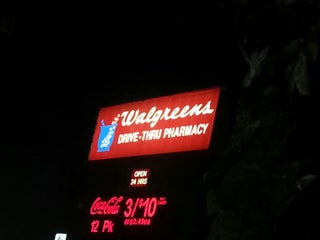 Walgreens
DRIVE-THRU PHARMACY
OPEN
24 HRS
Coca-Cola 3/$10
12 Pk